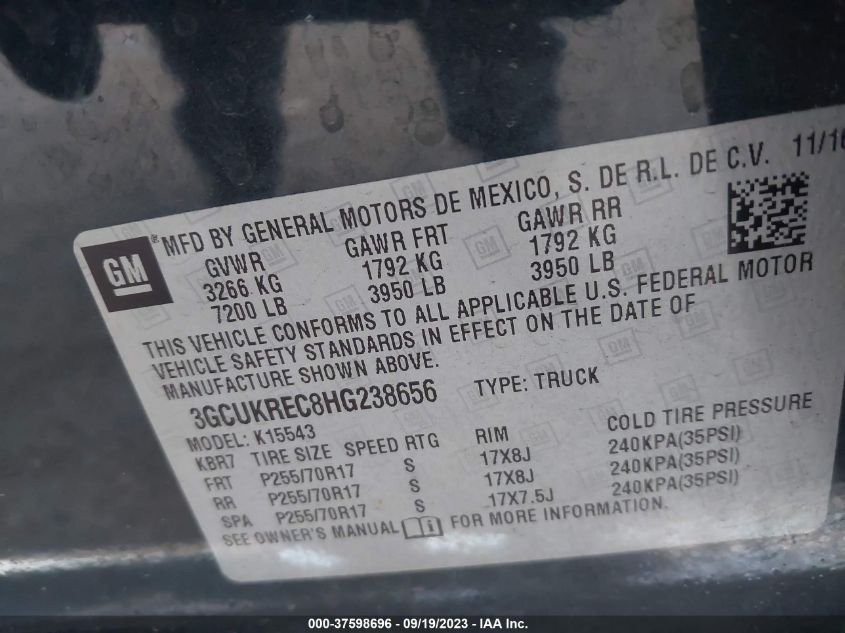 MFD BY GENERAL MOTORS DE MEXICO, S. DE R.L. DE C.V. 11/16
GM ® GVWR GAWR FRT GAWR RR
3266 KG 1792 KG 1792 KG
7200 LB 3950 LB 3950 LB
THIS VEHICLE CONFORMS TO ALL APPLICABLE U.S. FEDERAL MOTOR
VEHICLE SAFETY STANDARDS IN EFFECT ON THE DATE OF
MANUFACTURE SHOWN ABOVE.
3GCUKREC8HG238656 TYPE: TRUCK
MODEL: K15543
KBR7 TIRE SIZE SPEED RTG RIM COLD TIRE PRESSURE
FRT P255/70R17 S 17X8J 240KPA(35PSI)
RR P255/70R17 S 17X8J 240KPA(35PSI)
SPA P255/70R17 S 17X7.5J 240KPA(35PSI)
SEE OWNER'S MANUAL FOR MORE INFORMATION.
000-37598696 - 09/19/2023 - IAA Inc.